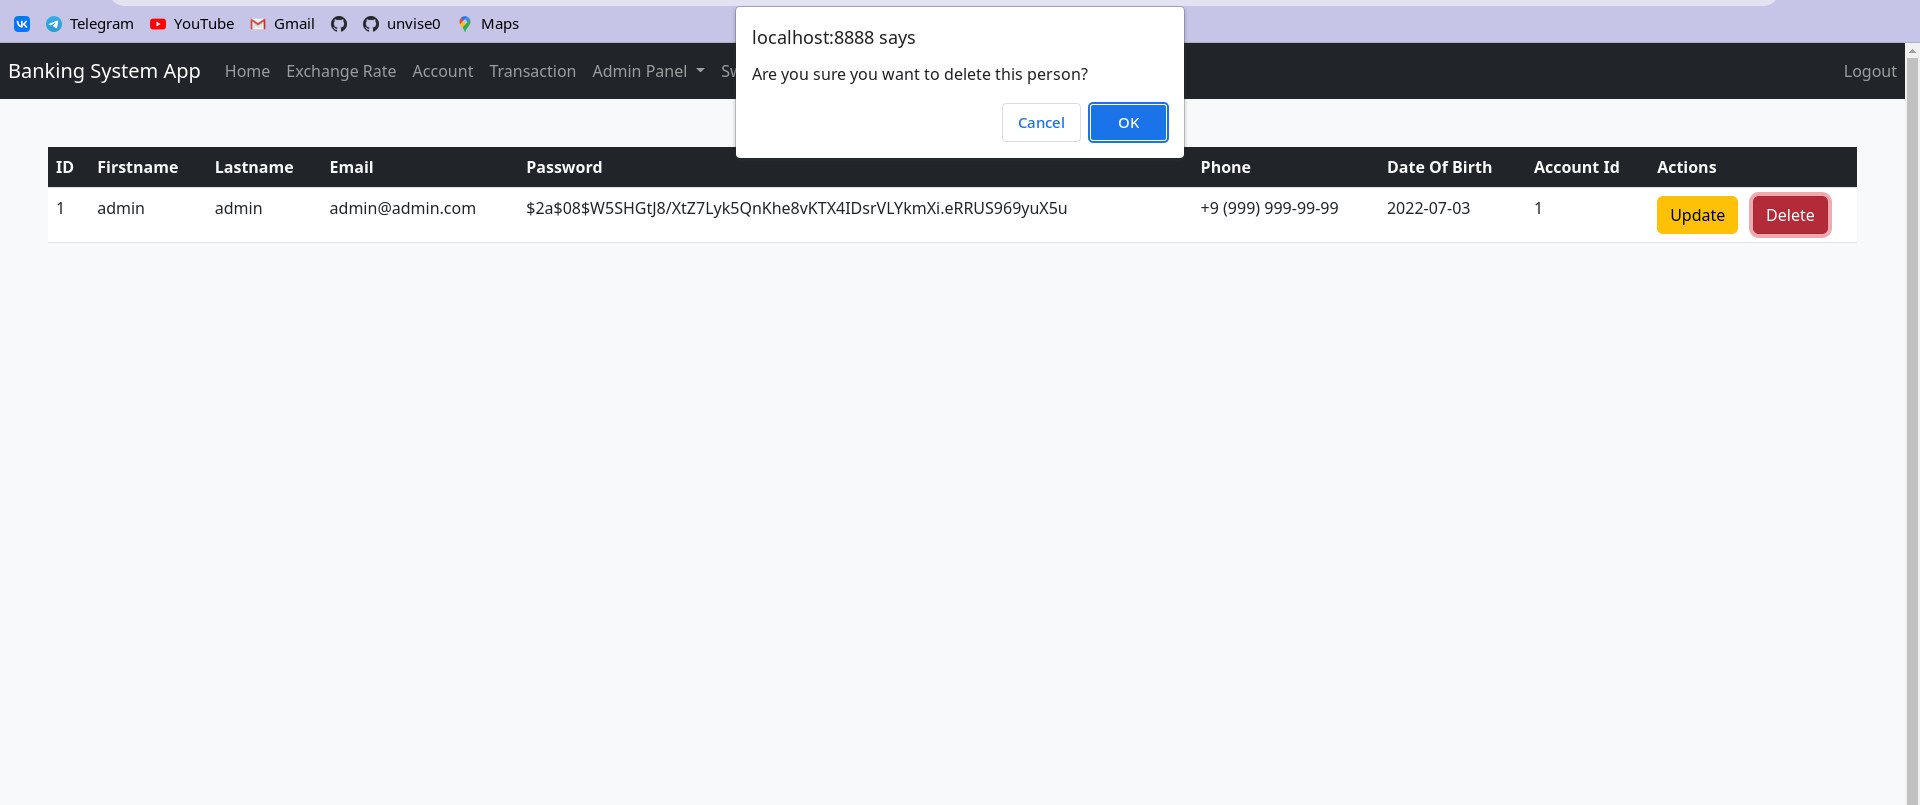 Telegram YouTube Gmail unvise0 Maps
localhost:8888 says
Are you sure you want to delete this person?
Cancel OK
Banking System App Home Exchange Rate Account Transaction Admin Panel Sw Logout
ID Firstname Lastname Email Password Phone Date Of Birth Account Id Actions
1 admin admin admin@admin.com $2a$08$W5SHGtJ8/XtZ7Lyk5QnKhe8vKTX4IDsrVLYkmXi.eRRUS969yuX5u +9 (999) 999-99-99 2022-07-03 1 Update Delete